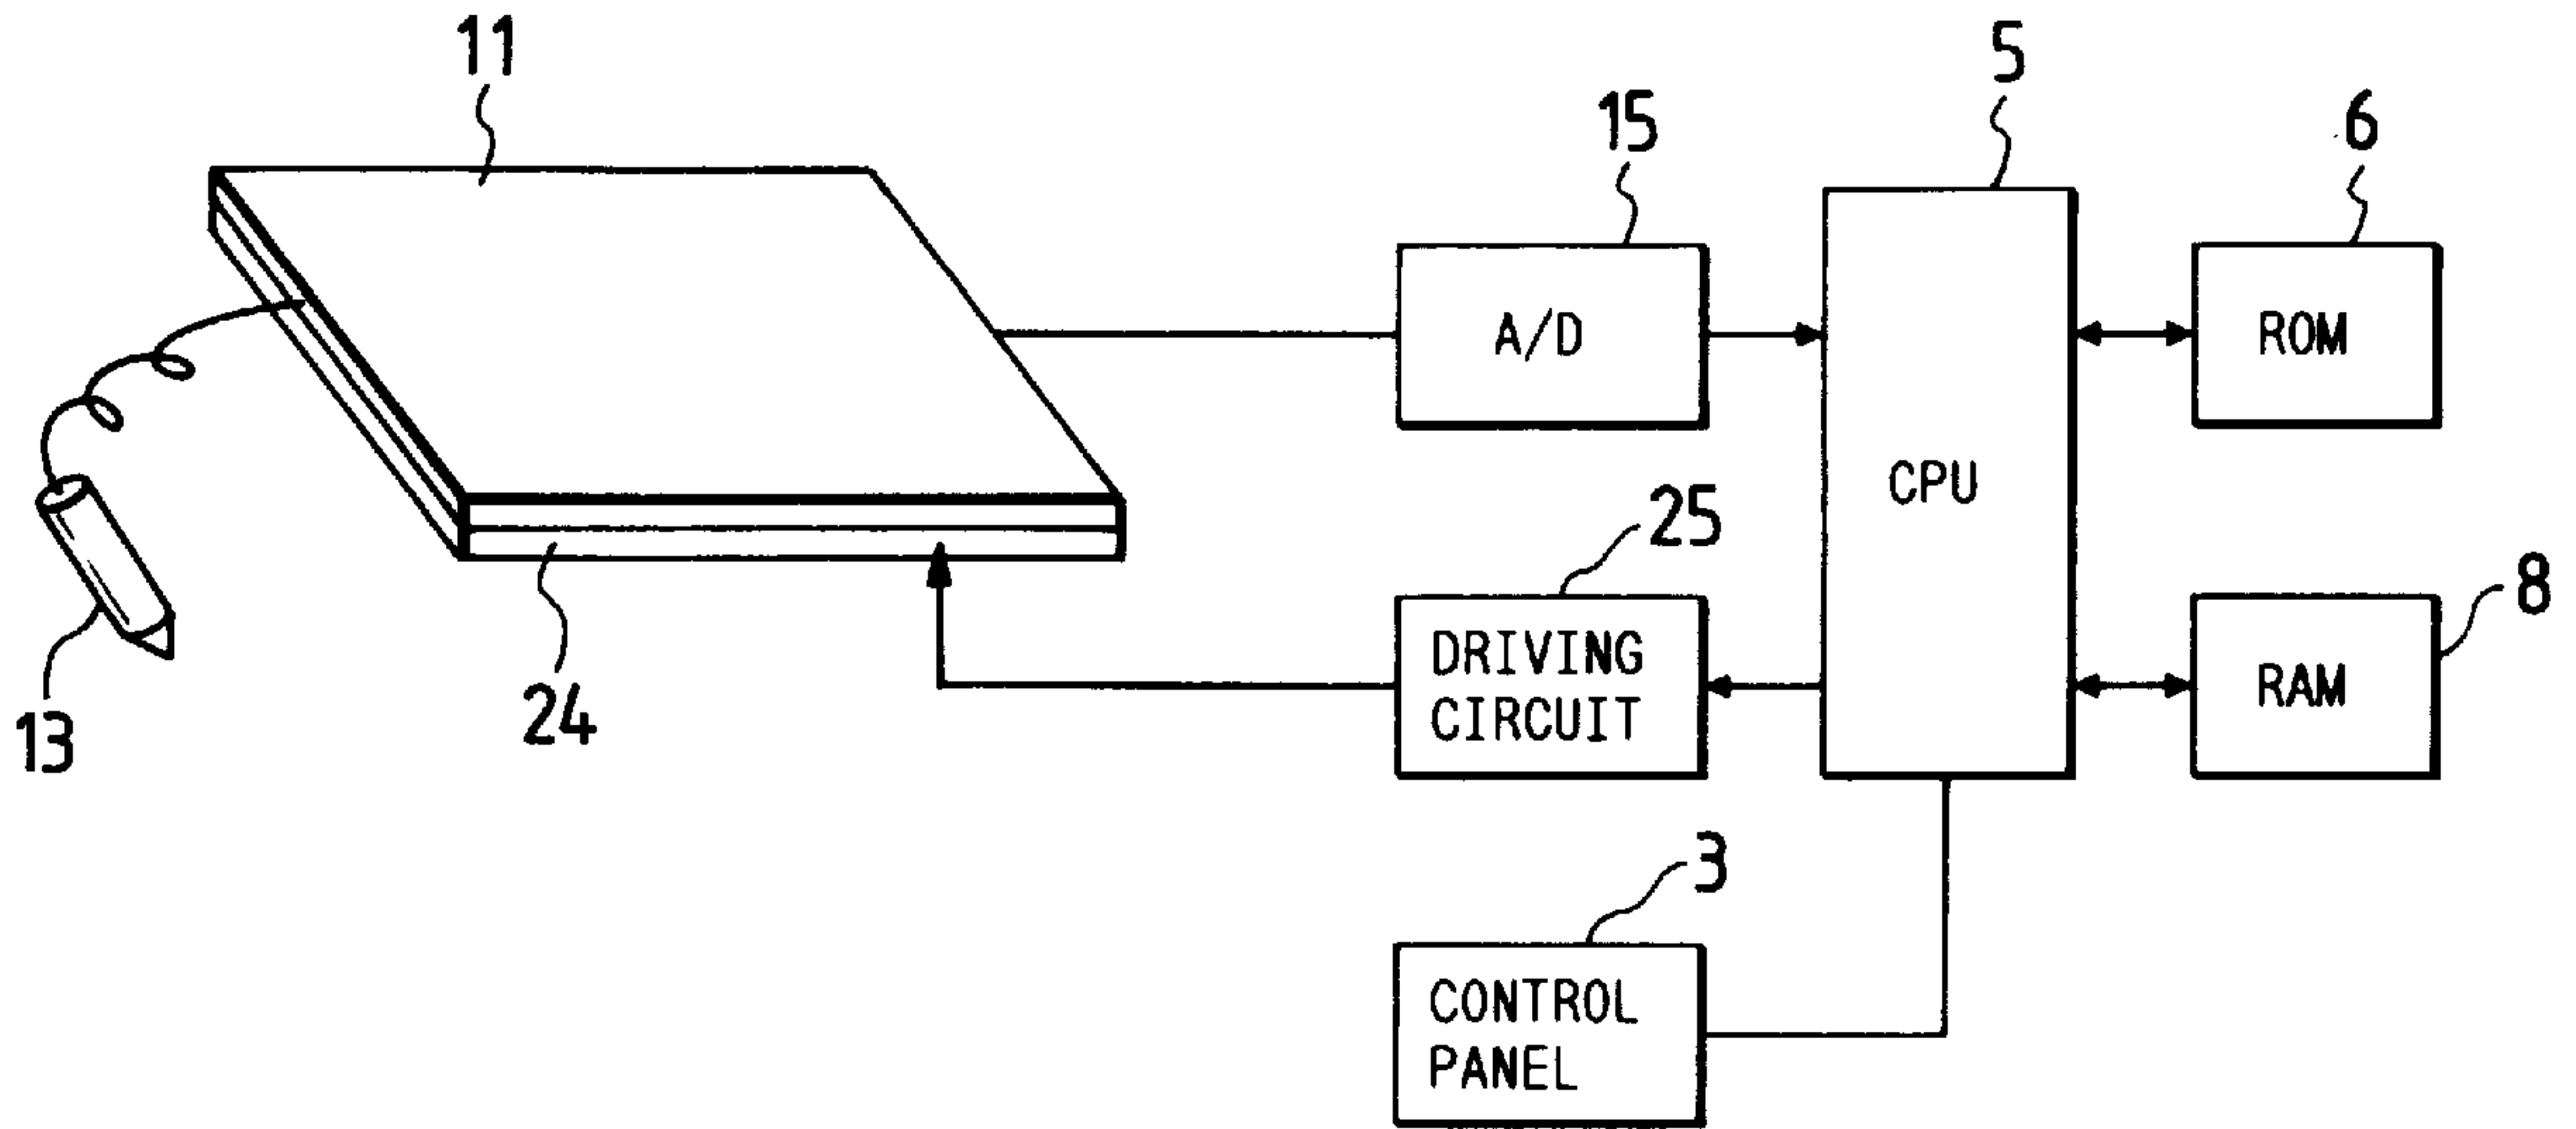 11
5
15
6
A/D
ROM
CPU
25
8
DRIVING
CIRCUIT
RAM
24
13
3
CONTROL
PANEL